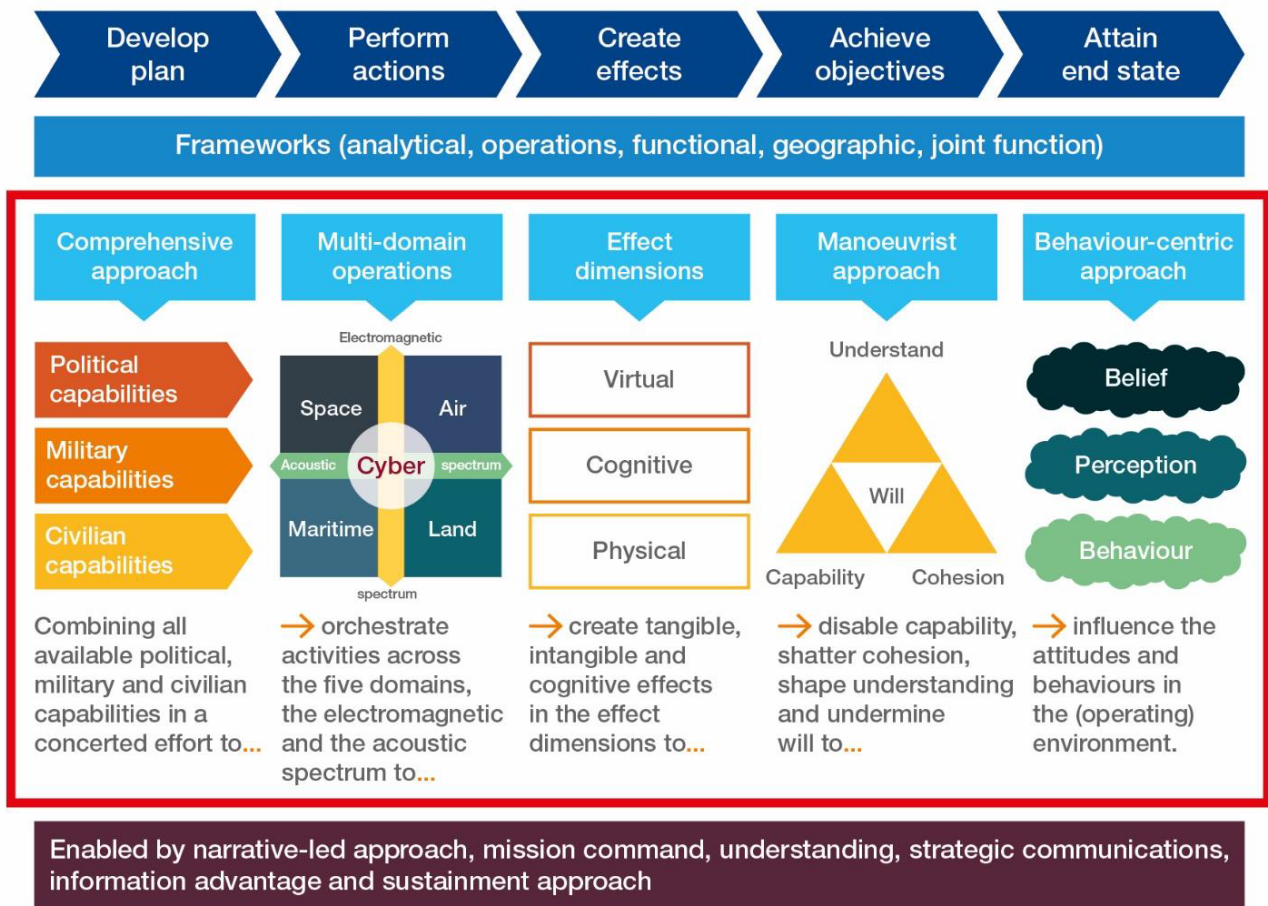 Develop
plan
Perform
actions
Create
effects
Achieve
objectives
Attain
end state
Frameworks (analytical, operations, functional, geographic, joint function)
Comprehensive
approach
Multi-domain
operations
Effect
dimensions
Manoeuvrist
approach
Behaviour-centric
approach
Political
capabilities
Military
capabilities
Civilian
capabilities
Electromagnetic
Space
Air
Acoustic
Cyber
spectrum
Maritime
Land
spectrum
Virtual
Cognitive
Physical
Understand
Will
Capability
Cohesion
Belief
Perception
Behaviour
Combining all
available political,
military and civilian
capabilities in a
concerted effort to...
→ orchestrate
activities across
the five domains,
the electromagnetic
and the acoustic
spectrum to...
→ create tangible,
intangible and
cognitive effects
in the effect
dimensions to...
→ disable capability,
shatter cohesion,
shape understanding
and undermine
will to...
→ influence the
attitudes and
behaviours in
the (operating)
environment.
Enabled by narrative-led approach, mission command, understanding, strategic communications,
information advantage and sustainment approach